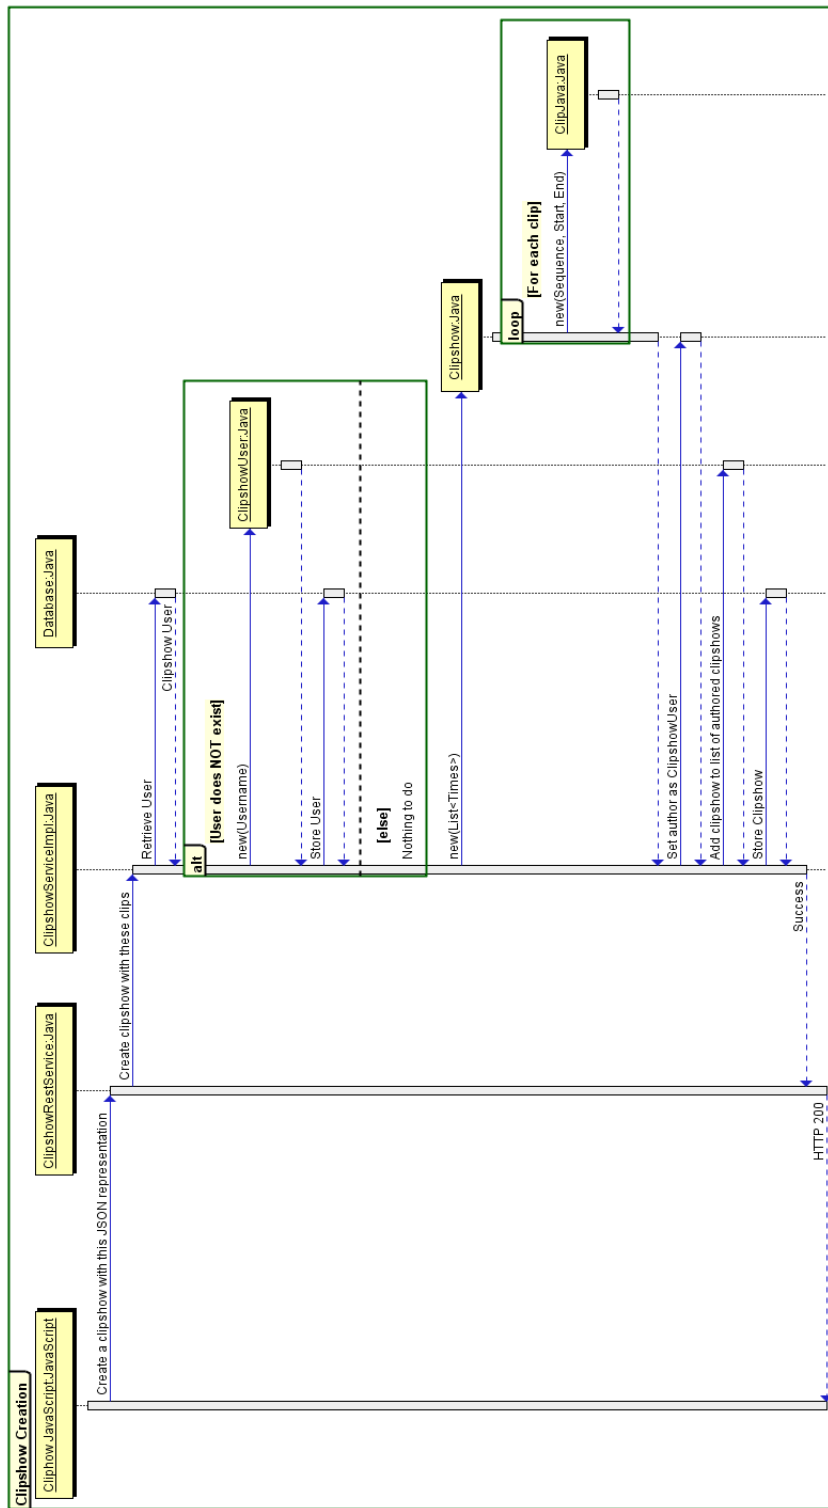 Clipshow Creation
Cliphow JavaScript:JavaScript
ClipshowRestService:Java
ClipshowServiceImpl:Java
Database:Java
Create a clipshow with this JSON representation
Create clipshow with these clips
Retrieve User
Clipshow User
alt
[User does NOT exist]
new(Username)
ClipshowUser:Java
Store User
[else]
Nothing to do
new(List<Times>)
Clipshow:Java
loop
[For each clip]
new(Sequence, Start, End)
ClipJava:Java
Set author as ClipshowUser
Add clipshow to list of authored clipshows
Store Clipshow
Success
HTTP 200